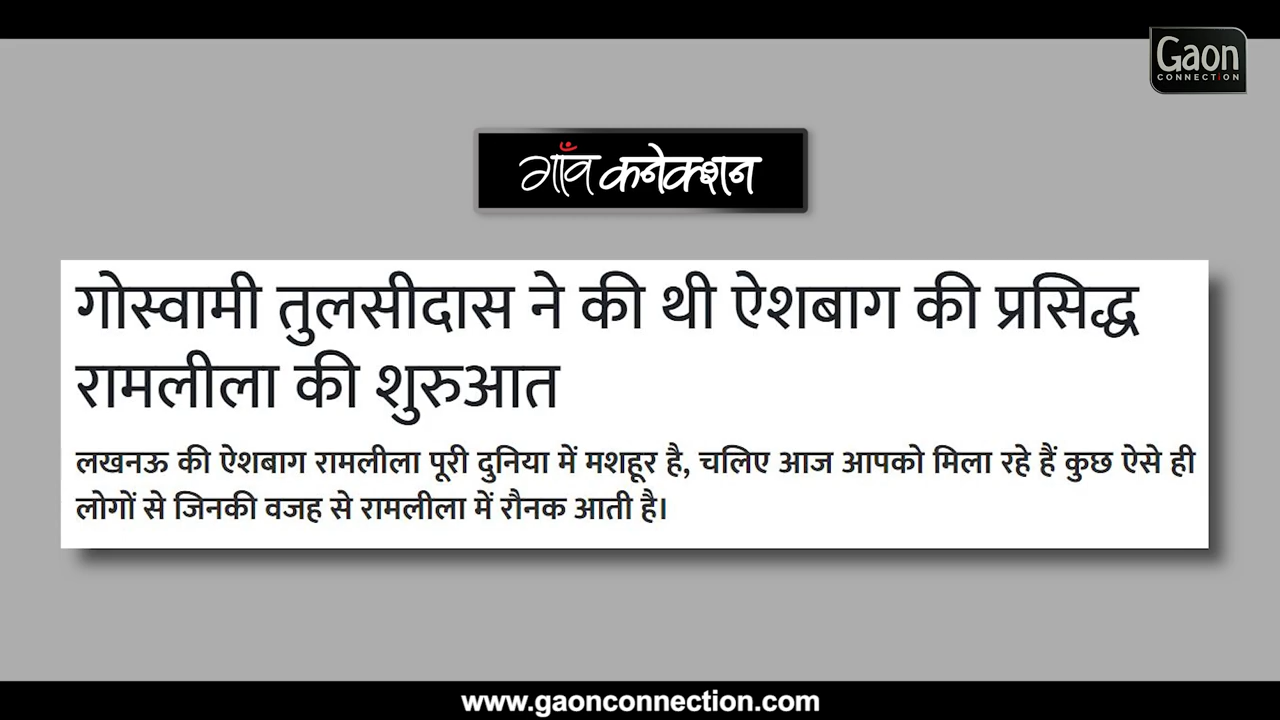 Gaon
CONNECTION
गाँव कनेक्शन
गोस्वामी तुलसीदास ने की थी ऐशबाग की प्रसिद्ध
रामलीला की शुरुआत
लखनऊ की ऐशबाग रामलीला पूरी दुनिया में मशहूर है, चलिए आज आपको मिला रहे हैं कुछ ऐसे ही
लोगों से जिनकी वजह से रामलीला में रौनक आती है।
www.gaonconnection.com